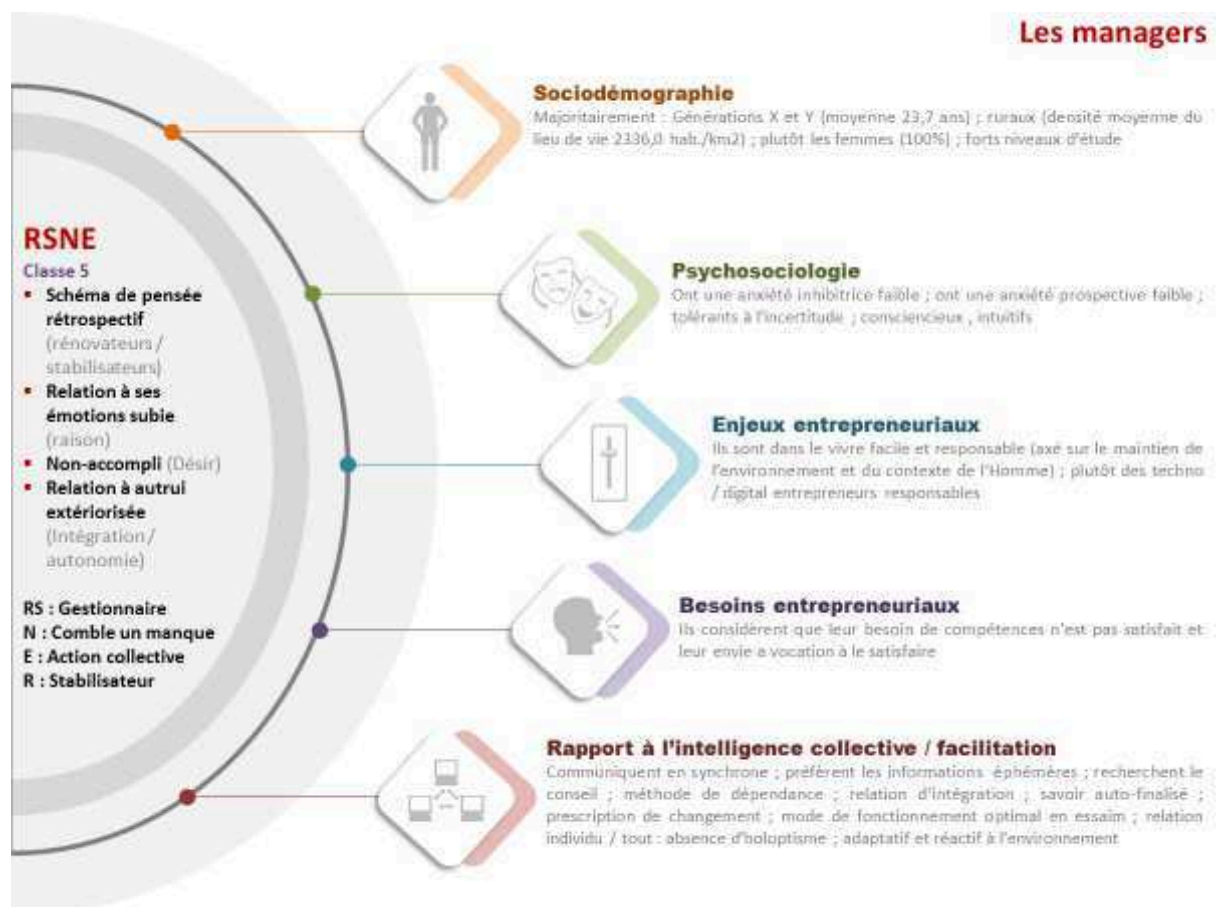 Les managers
Sociodémographie
Majoritairement : Générations X et Y (moyenne 23,7 ans) ; ruraux (densité moyenne du
lieu de vie 2336,0 hab./km2) ; plutôt les femmes (100%) ; forts niveaux d'étude
RSNE
Classe 5
▪ Schéma de pensée
rétrospectif
(rénovateurs /
stabilisateurs)
▪ Relation à ses
émotions subie
(raison)
▪ Non-accompli (Désir)
▪ Relation à autrui
extériorisée
(Intégration /
autonomie)
RS : Gestionnaire
N : Comble un manque
E : Action collective
R : Stabilisateur
Psychosociologie
Ont une anxiété inhibitrice faible ; ont une anxiété prospective faible ;
tolérants à l'incertitude ; consciencieux , intuitifs
Enjeux entrepreneuriaux
Ils sont dans le vivre facile et responsable (axé sur le maintien de
l'environnement et du contexte de l'Homme) ; plutôt des techno
/ digital entrepreneurs responsables
Besoins entrepreneuriaux
Ils considèrent que leur besoin de compétences n'est pas satisfait et
leur envie a vocation à le satisfaire
Rapport à l'intelligence collective / facilitation
Communiquent en synchrone ; préfèrent les informations éphémères ; recherchent le
conseil ; méthode de dépendance ; relation d'intégration ; savoir auto-finalisé ;
prescription de changement ; mode de fonctionnement optimal en essaim ; relation
individu / tout : absence d'holoptisme ; adaptatif et réactif à l'environnement